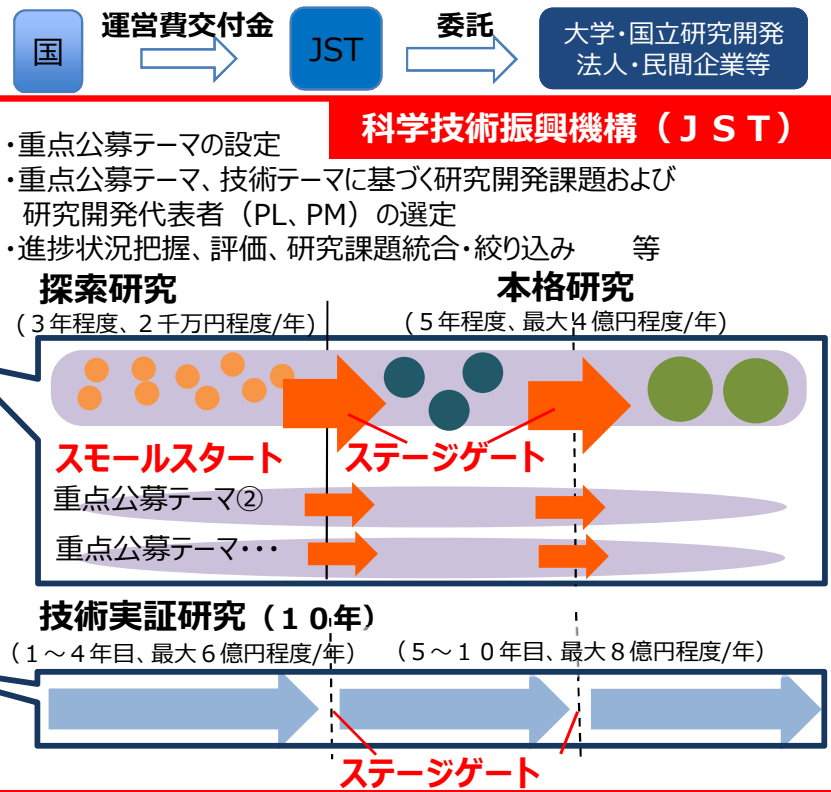 国
運営費交付金
JST
委託
大学・国立研究開発
法人・民間企業等
科学技術振興機構（ＪＳＴ）
・重点公募テーマの設定
・重点公募テーマ、技術テーマに基づく研究開発課題および
研究開発代表者（PL、PM）の選定
・進捗状況把握、評価、研究課題統合・絞り込み　等
探索研究
（３年程度、２千万円程度/年）
本格研究
（５年程度、最大４億円程度/年）
スモールスタート
ステージゲート
重点公募テーマ②
重点公募テーマ・・・
技術実証研究（１０年）
（１～４年目、最大６億円程度/年）
（５～１０年目、最大８億円程度/年）
ステージゲート